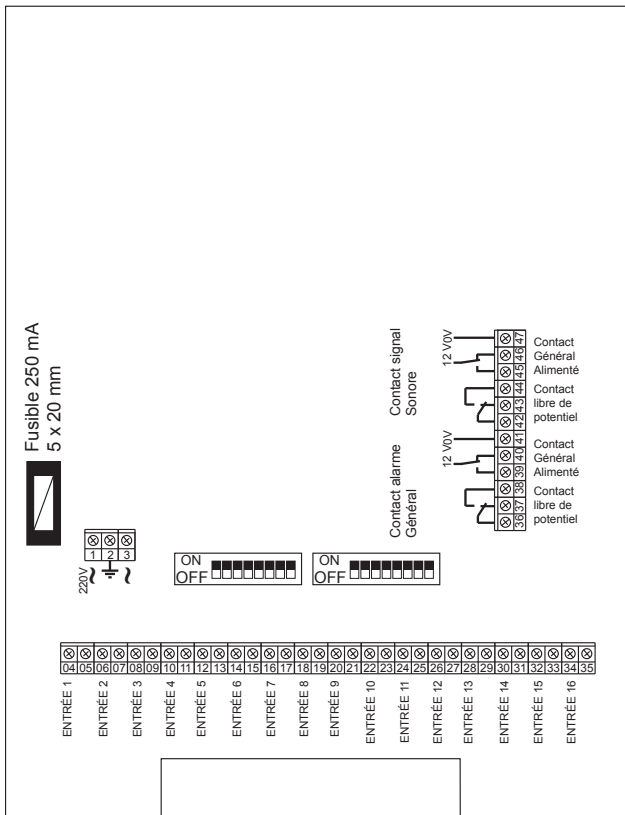 Fusible 250 mA
5 x 20 mm
220V
1
2
3
ON
OFF
ON
OFF
Contact signal
Sonore
12 V
0V
47
46
45
44
43
42
Contact
Général
Alimenté
Contact
libre de
potentiel
Contact alarme
Général
12 V
0V
41
40
39
38
37
36
Contact
Général
Alimenté
Contact
libre de
potentiel
04 05 06 07 08 09 10 11 12 13 14 15 16 17 18 19 20 21 22 23 24 25 26 27 28 29 30 31 32 33 34 35
ENTRÉE 1
ENTRÉE 2
ENTRÉE 3
ENTRÉE 4
ENTRÉE 5
ENTRÉE 6
ENTRÉE 7
ENTRÉE 8
ENTRÉE 9
ENTRÉE 10
ENTRÉE 11
ENTRÉE 12
ENTRÉE 13
ENTRÉE 14
ENTRÉE 15
ENTRÉE 16